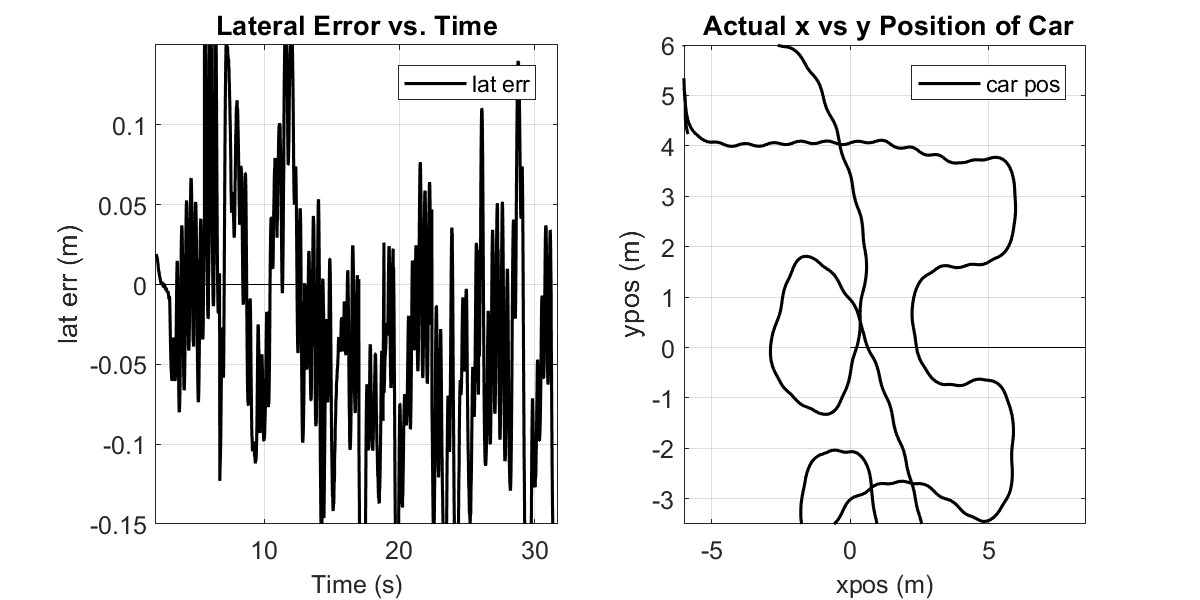 Lateral Error vs. Time
lat err
0.1
0.05
0
-0.05
-0.1
-0.15
lat err (m)
10
20
30
Time (s)
Actual x vs y Position of Car
car pos
6
5
4
3
2
1
0
-1
-2
-3
ypos (m)
-5
0
5
xpos (m)